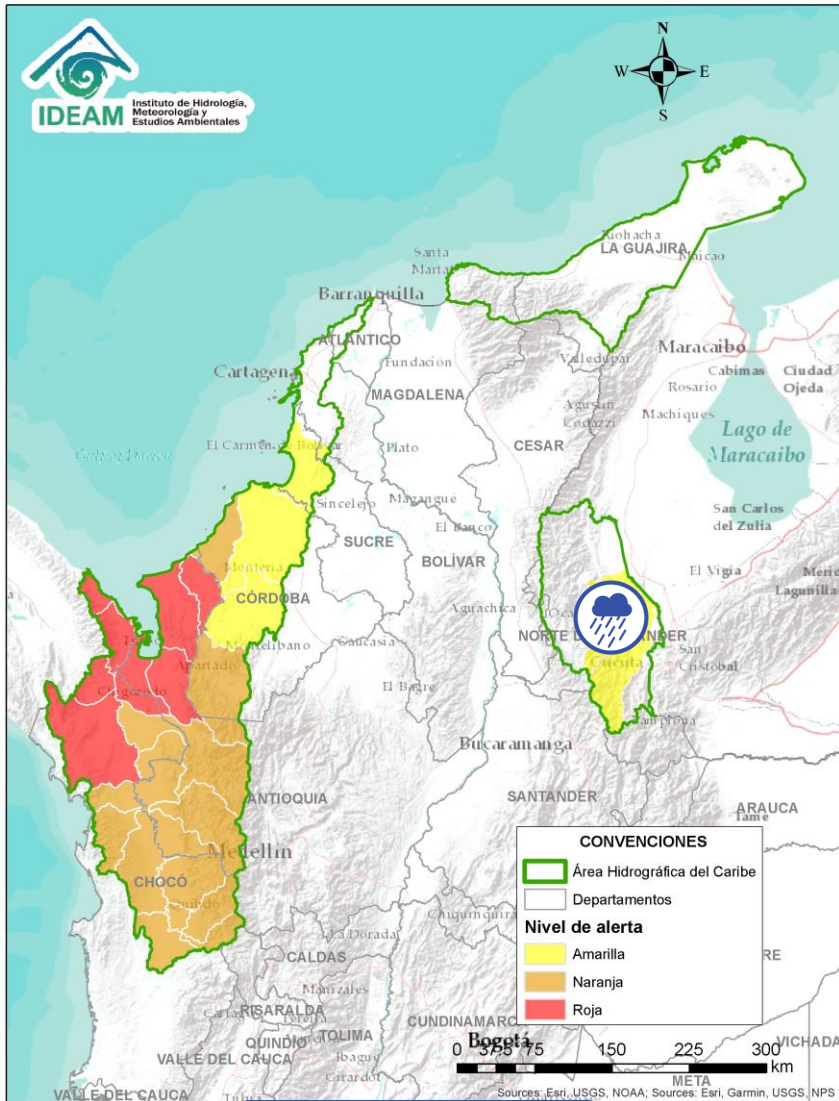 IDEAM
Instituto de Hidrología,
Meteorología y
Estudios Ambientales
N
W
E
S
Riohacha
LA GUAJIRA
Maicao
Santa
Marta
Barranquilla
ATLÁNTICO
Maracaibo
Cartagena
Fundación
Valledupar
Cabimas
Ciudad
Ojeda
Rosario
MAGDALENA
Agustín
Codazzi
Machiques
Lago de
Maracaibo
El Carmen de Bolívar
Plato
CESAR
Sincelejo
Magangué
San Carlos
del Zulia
El Banco
SUCRE
BOLÍVAR
Montería
El Vigía
Lagunillas
CÓRDOBA
Aguachica
NORTE DE
Montelíbano
Caucasia
San
Cristóbal
Cúcuta
Apartadó
Chigorodó
El Bagre
Pamplona
Bucaramanga
ANTIOQUIA
SANTANDER
ARAUCA
Tame
Medellín
CHOCÓ
Quibdó
Chiquinquirá
La Dorada
CALDAS
Manizales
RISARALDA
Pereira
CUNDINAMARC
QUINDÍO
TOLIMA
VALLE DEL CAUCA
Ibagué
Girardot
Bogotá
VICHADA
META
VALLE DEL CAUCA
Tuluá
CONVENCIONES
Área Hidrográfica del Caribe
Departamentos
Nivel de alerta
Amarilla
Naranja
Roja
0 37,5 75 150 225 300
km
Sources: Esri, USGS, NOAA; Sources: Esri, Garmin, USGS, NPS